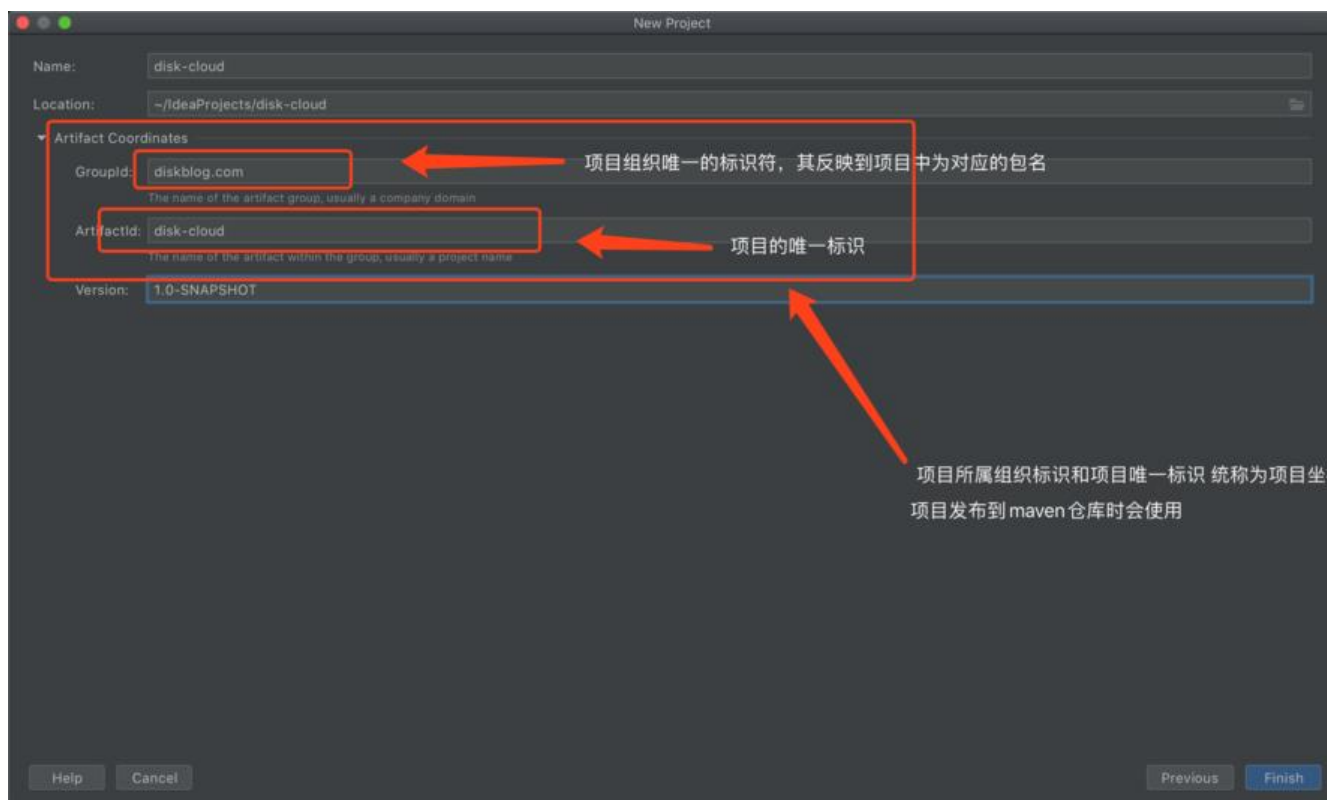 New Project
Name: disk-cloud
Location: ~/IdeaProjects/disk-cloud
Artifact Coordinates
GroupId: diskblog.com
项目组织唯一的标识符，其反映到项目中为对应的包名
The name of the artifact group, usually a company domain
ArtifactId: disk-cloud
项目的唯一标识
The name of the artifact within the group, usually a project name
Version: 1.0-SNAPSHOT
项目所属组织标识和项目唯一标识 统称为项目坐
项目发布到maven仓库时会使用
Help Cancel Previous Finish